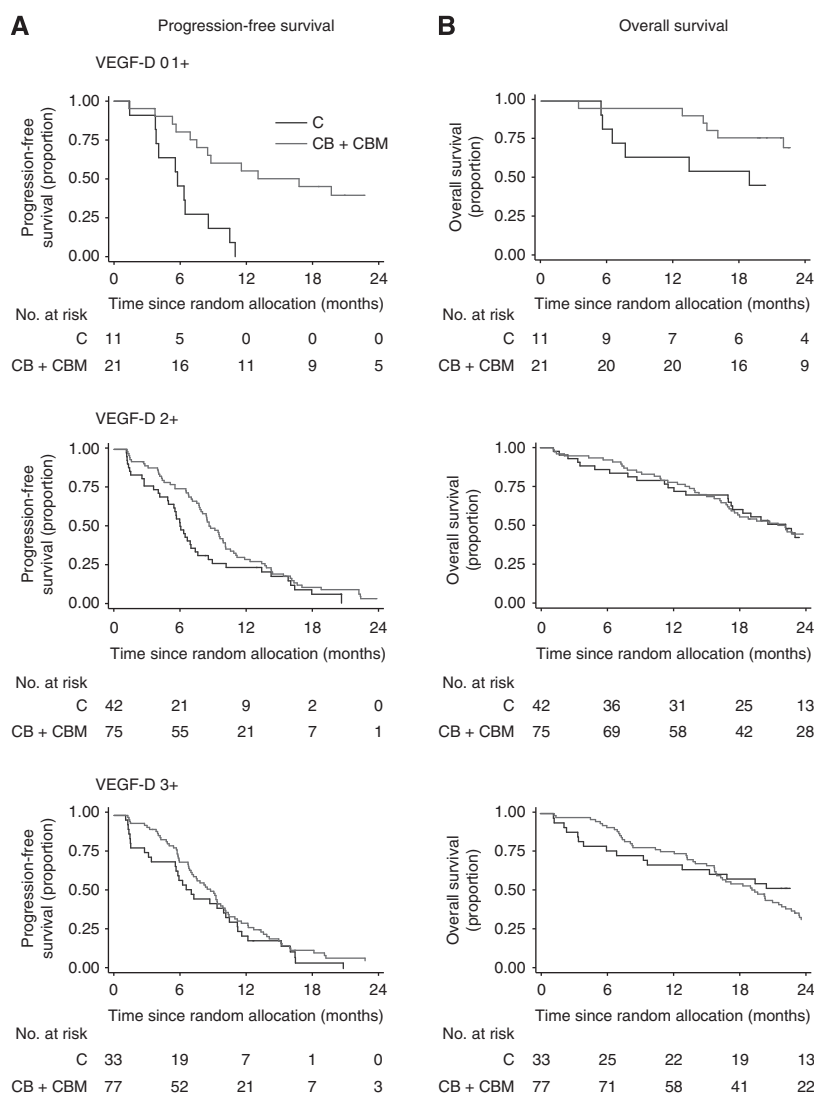 A
Progression-free survival
B
Overall survival
VEGF-D 0 1+
Progression-free
survival (proportion)
1.00
0.75
0.50
0.25
0.00
C
CB + CBM
0 6 12 18 24
Time since random allocation (months)
No. at risk
C 11 5 0 0 0
CB + CBM 21 16 11 9 5
Overall survival
(proportion)
1.00
0.75
0.50
0.25
0.00
0 6 12 18 24
Time since random allocation (months)
No. at risk
C 11 9 7 6 4
CB + CBM 21 20 20 16 9
VEGF-D 2+
Progression-free
survival (proportion)
1.00
0.75
0.50
0.25
0.00
0 6 12 18 24
Time since random allocation (months)
No. at risk
C 42 21 9 2 0
CB + CBM 75 55 21 7 1
Overall survival
(proportion)
1.00
0.75
0.50
0.25
0.00
0 6 12 18 24
Time since random allocation (months)
No. at risk
C 42 36 31 25 13
CB + CBM 75 69 58 42 28
VEGF-D 3+
Progression-free
survival (proportion)
1.00
0.75
0.50
0.25
0.00
0 6 12 18 24
Time since random allocation (months)
No. at risk
C 33 19 7 1 0
CB + CBM 77 52 21 7 3
Overall survival
(proportion)
1.00
0.75
0.50
0.25
0.00
0 6 12 18 24
Time since random allocation (months)
No. at risk
C 33 25 22 19 13
CB + CBM 77 71 58 41 22